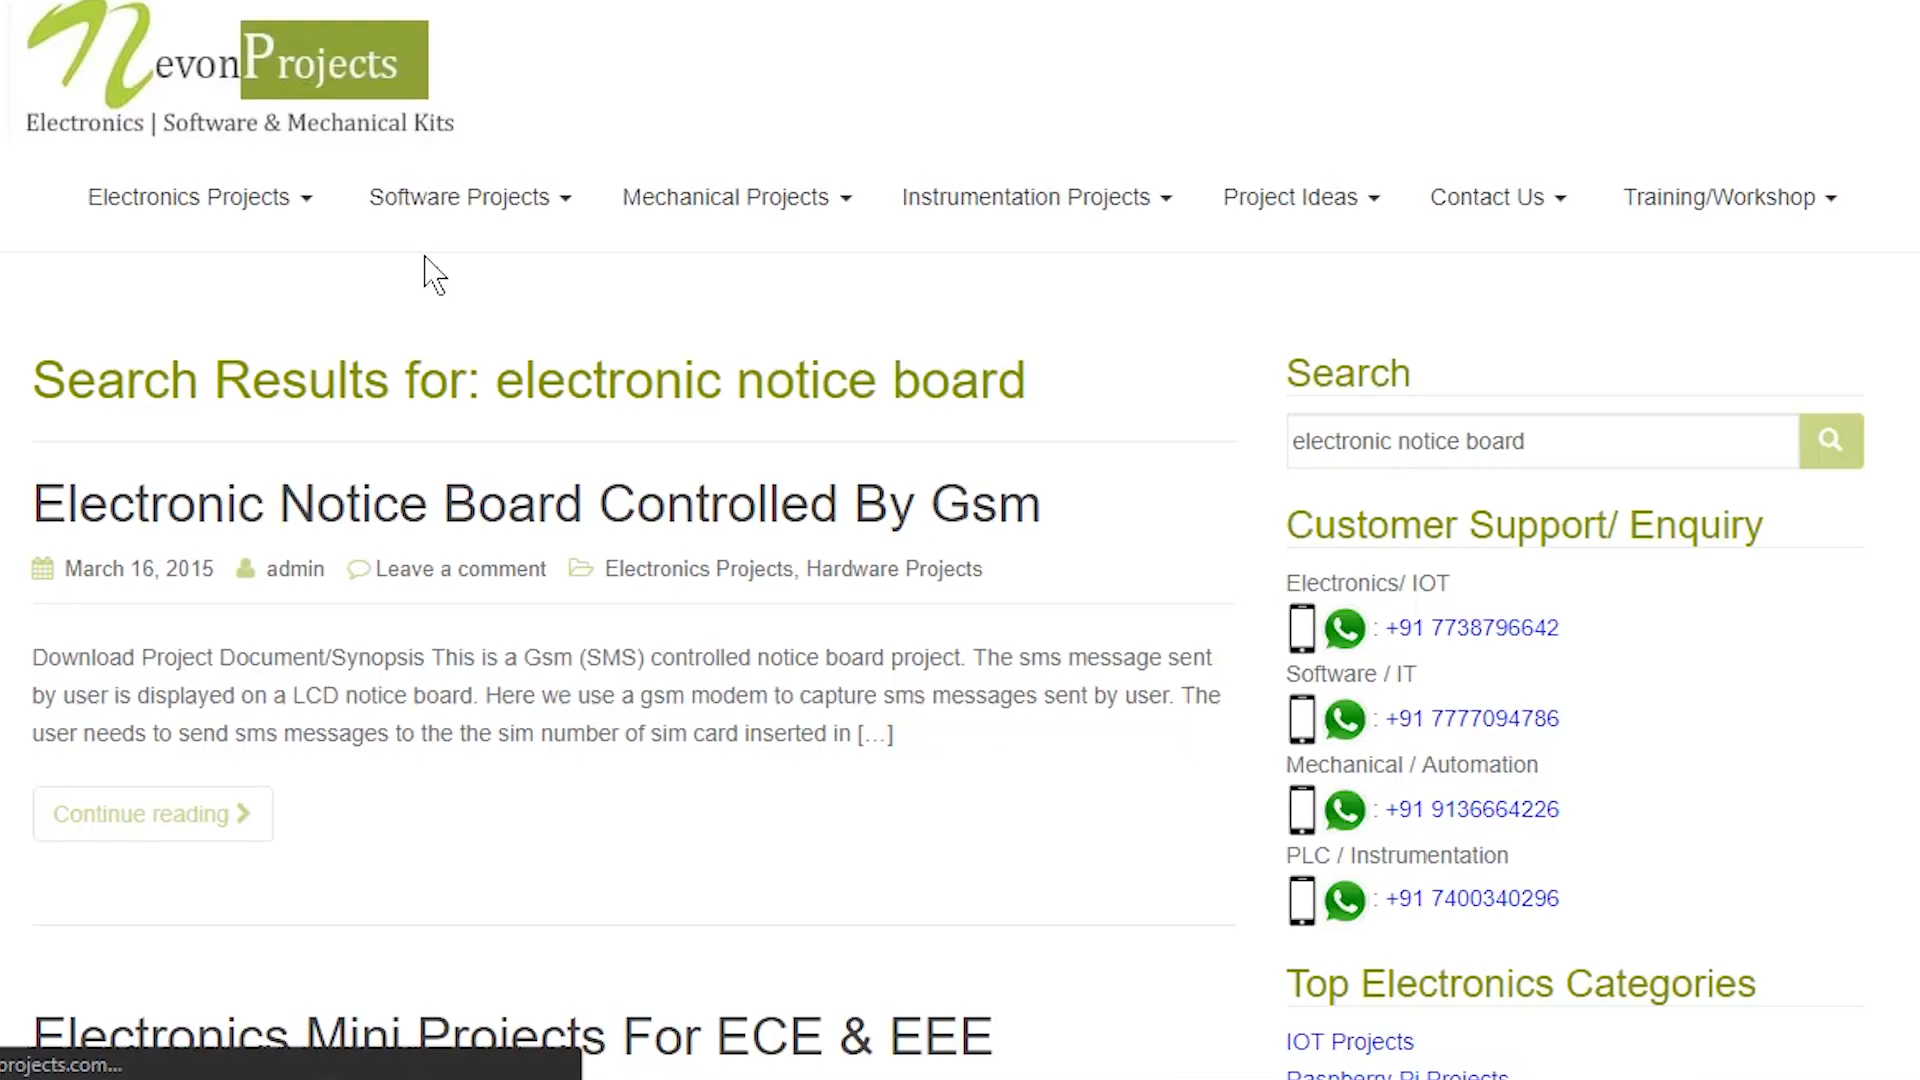 nevonProjects
Electronics | Software & Mechanical Kits
Electronics Projects
Software Projects
Mechanical Projects
Instrumentation Projects
Project Ideas
Contact Us
Training/Workshop
Search Results for: electronic notice board
Electronic Notice Board Controlled By Gsm
March 16, 2015 admin Leave a comment Electronics Projects, Hardware Projects
Download Project Document/Synopsis This is a Gsm (SMS) controlled notice board project. The sms message sent
by user is displayed on a LCD notice board. Here we use a gsm modem to capture sms messages sent by user. The
user needs to send sms messages to the the sim number of sim card inserted in […]
Continue reading
Electronics Mini Projects For ECE & EEE
projects.com...
Search
electronic notice board
Customer Support/ Enquiry
Electronics/ IOT
: +91 7738796642
Software / IT
: +91 7777094786
Mechanical / Automation
: +91 9136664226
PLC / Instrumentation
: +91 7400340296
Top Electronics Categories
IOT Projects
Raspberry Pi Projects